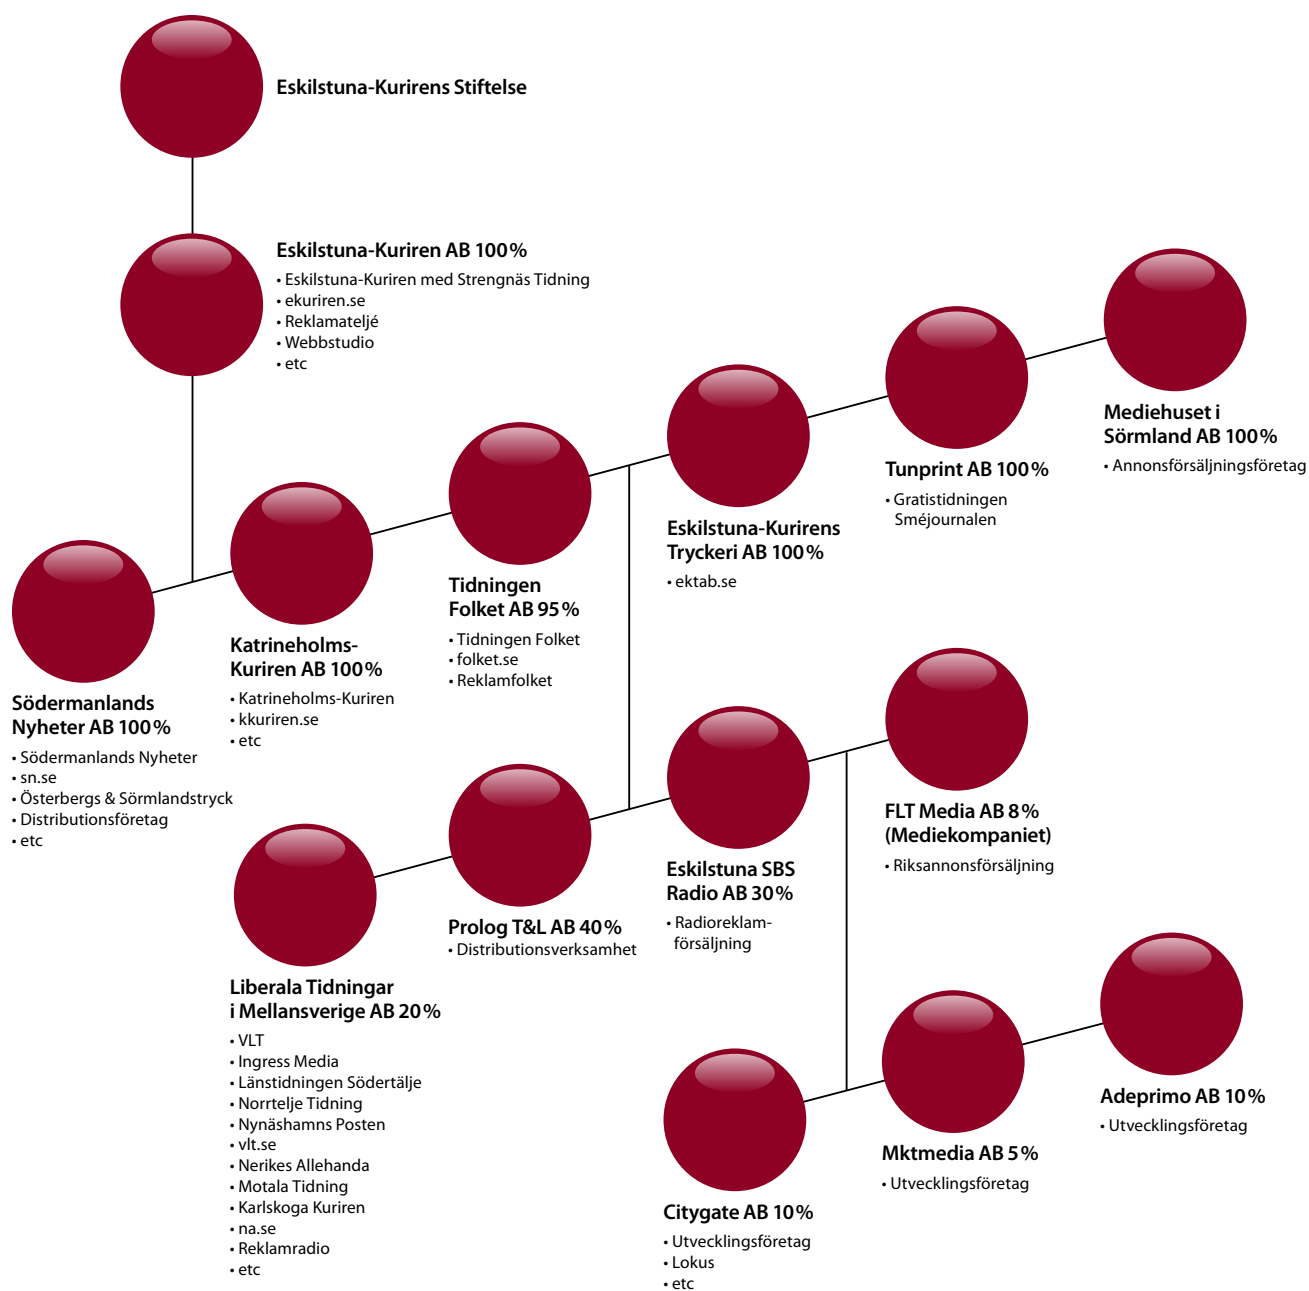 Eskilstuna-Kurirens Stiftelse
Eskilstuna-Kuriren AB 100%
• Eskilstuna-Kuriren med Strengnäs Tidning
• ekuriren.se
• Reklamateljé
• Webbstudio
• etc
Mediehuset i
Sörmland AB 100%
• Annonsförsäljningsföretag
Tunprint AB 100%
• Gratistidningen
Sméjournalen
Eskilstuna-Kurirens
Tryckeri AB 100%
• ektab.se
Tidningen
Folket AB 95%
• Tidningen Folket
• folket.se
• Reklamfolket
Katrineholms-
Kuriren AB 100%
• Katrineholms-Kuriren
• kkuriren.se
• etc
Södermanlands
Nyheter AB 100%
• Södermanlands Nyheter
• sn.se
• Österbergs & Sörmlandstryck
• Distributionsföretag
• etc
FLT Media AB 8%
(Mediekompaniet)
• Riksannonsförsäljning
Eskilstuna SBS
Radio AB 30%
• Radioreklam-
försäljning
Prolog T&L AB 40%
• Distributionsverksamhet
Liberala Tidningar
i Mellansverige AB 20%
• VLT
• Ingress Media
• Länstidningen Södertälje
• Norrtelje Tidning
• Nynäshamns Posten
• vlt.se
• Nerikes Allehanda
• Motala Tidning
• Karlskoga Kuriren
• na.se
• Reklamradio
• etc
Adeprimo AB 10%
• Utvecklingsföretag
Mktmedia AB 5%
• Utvecklingsföretag
Citygate AB 10%
• Utvecklingsföretag
• Lokus
• etc